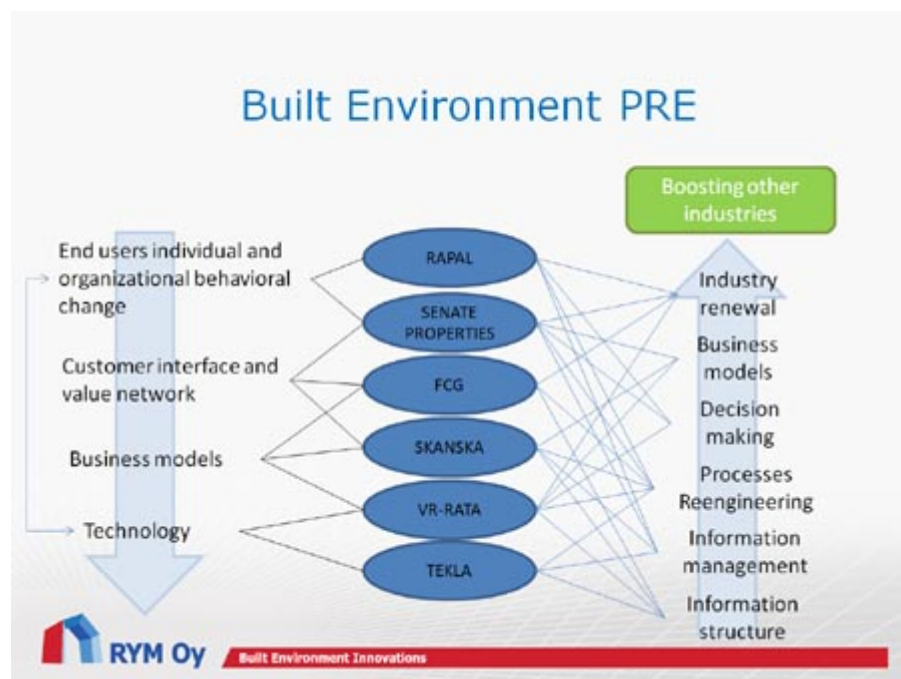 Built Environment PRE
Boosting other
industries
End users individual and
organizational behavioral
change
Customer interface and
value network
Business models
Technology
RAPAL
SENATE
PROPERTIES
FCG
SKANSKA
VR-RATA
TEKLA
Industry
renewal
Business
models
Decision
making
Processes
Reengineering
Information
management
Information
structure
RYM Oy
Built Environment Innovations